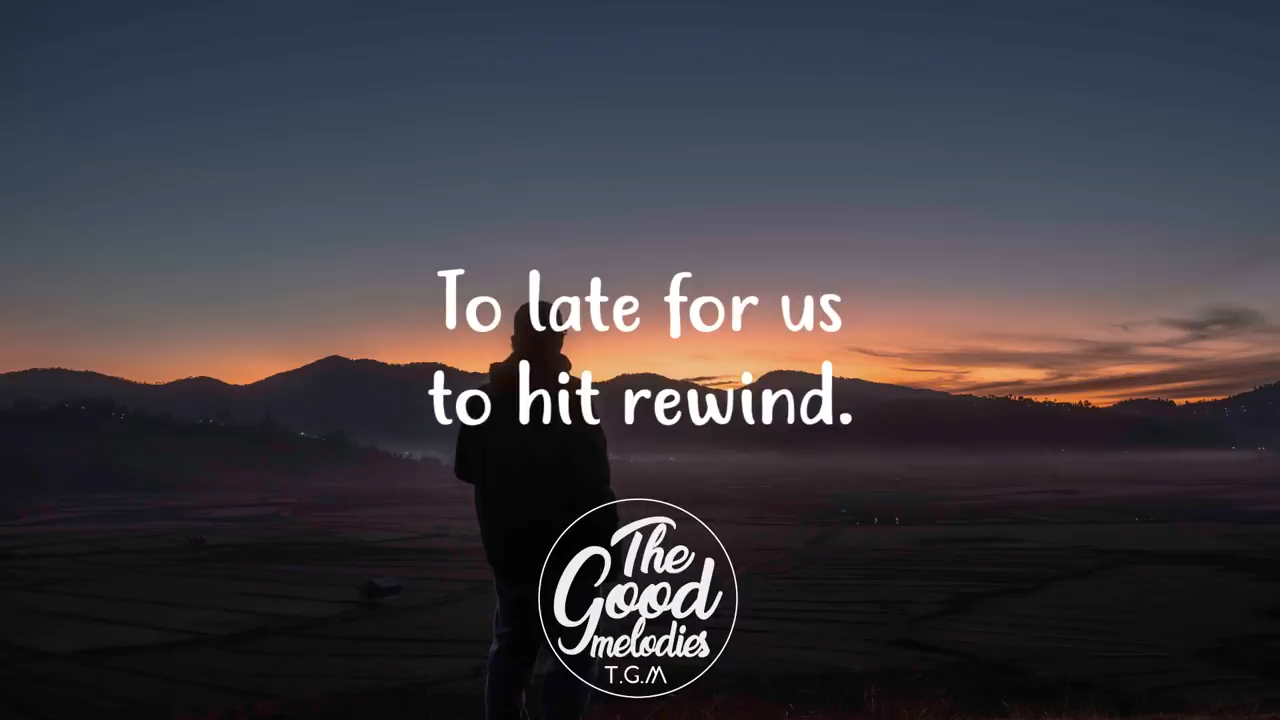 To late for us
to hit rewind.
The
Good
melodies
T.G.M